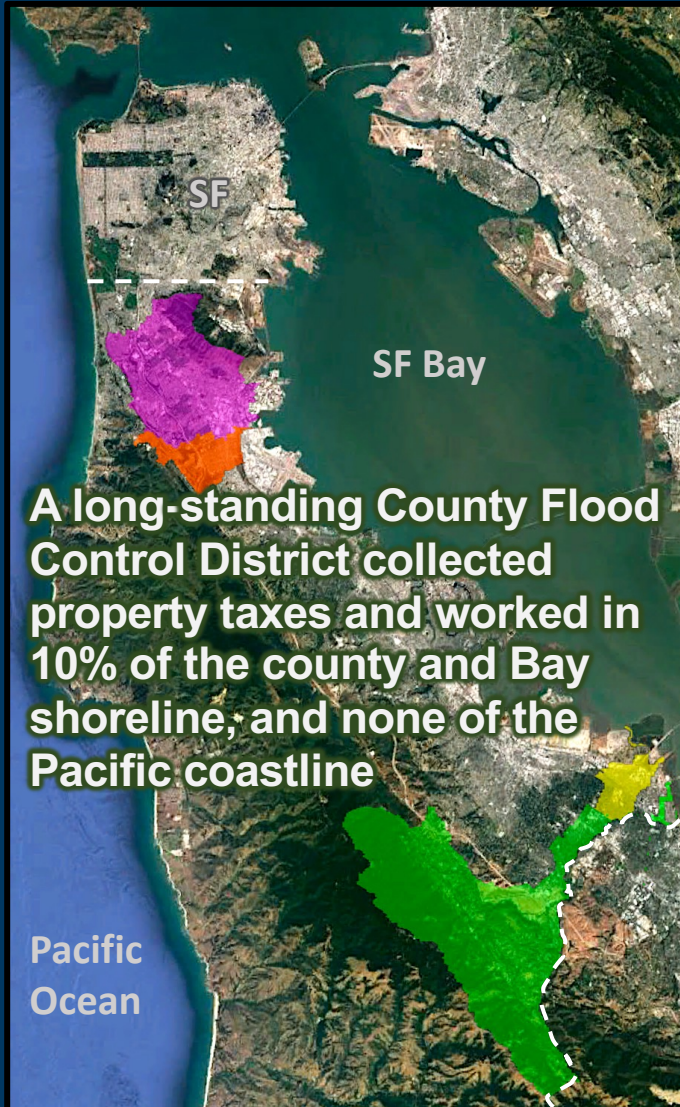 SF
SF Bay
A long-standing County Flood
Control District collected
property taxes and worked in
10% of the county and Bay
shoreline, and none of the
Pacific coastline
Pacific
Ocean